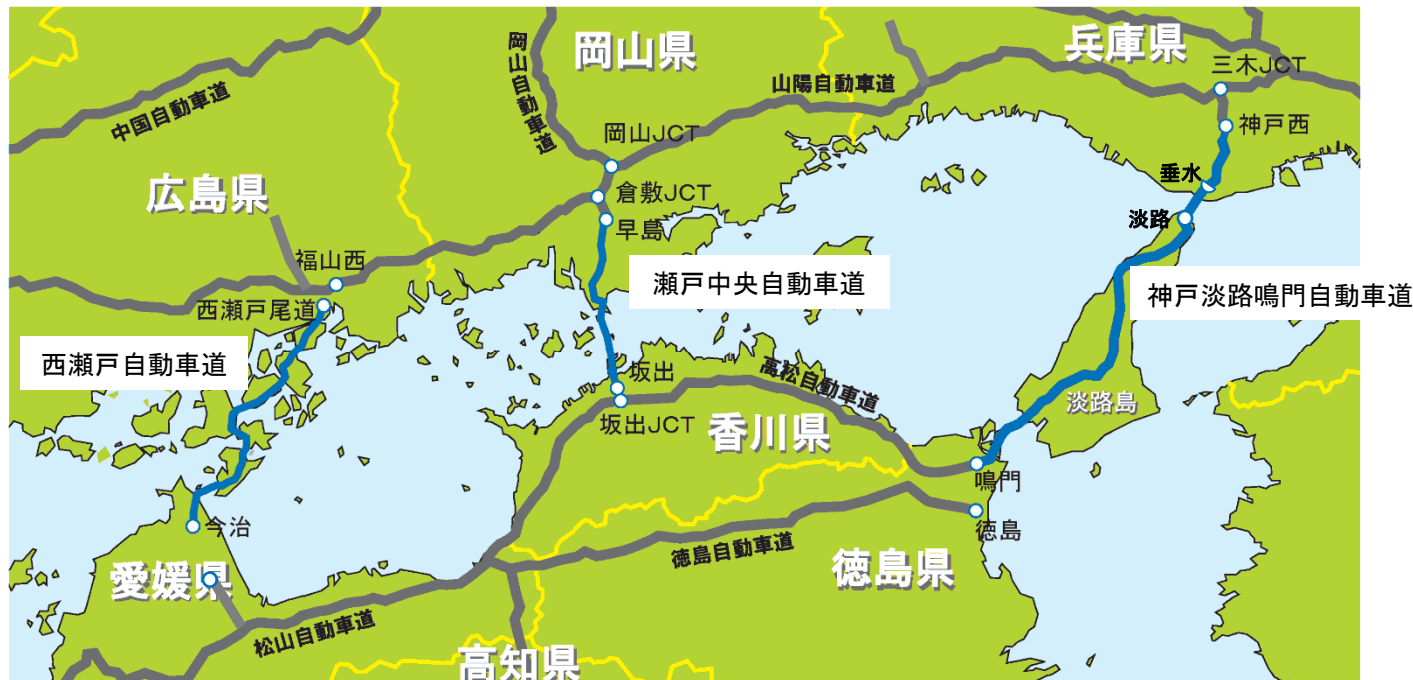 岡山自動車道
岡山県
兵庫県
三木JCT
山陽自動車道
中国自動車道
神戸西
岡山JCT
垂水
広島県
倉敷JCT
淡路
早島
福山西
瀬戸中央自動車道
神戸淡路鳴門自動車道
西瀬戸尾道
西瀬戸自動車道
坂出
高松自動車道
淡路島
坂出JCT
香川県
鳴門
今治
徳島
徳島自動車道
愛媛県
徳島県
松山自動車道
高知県